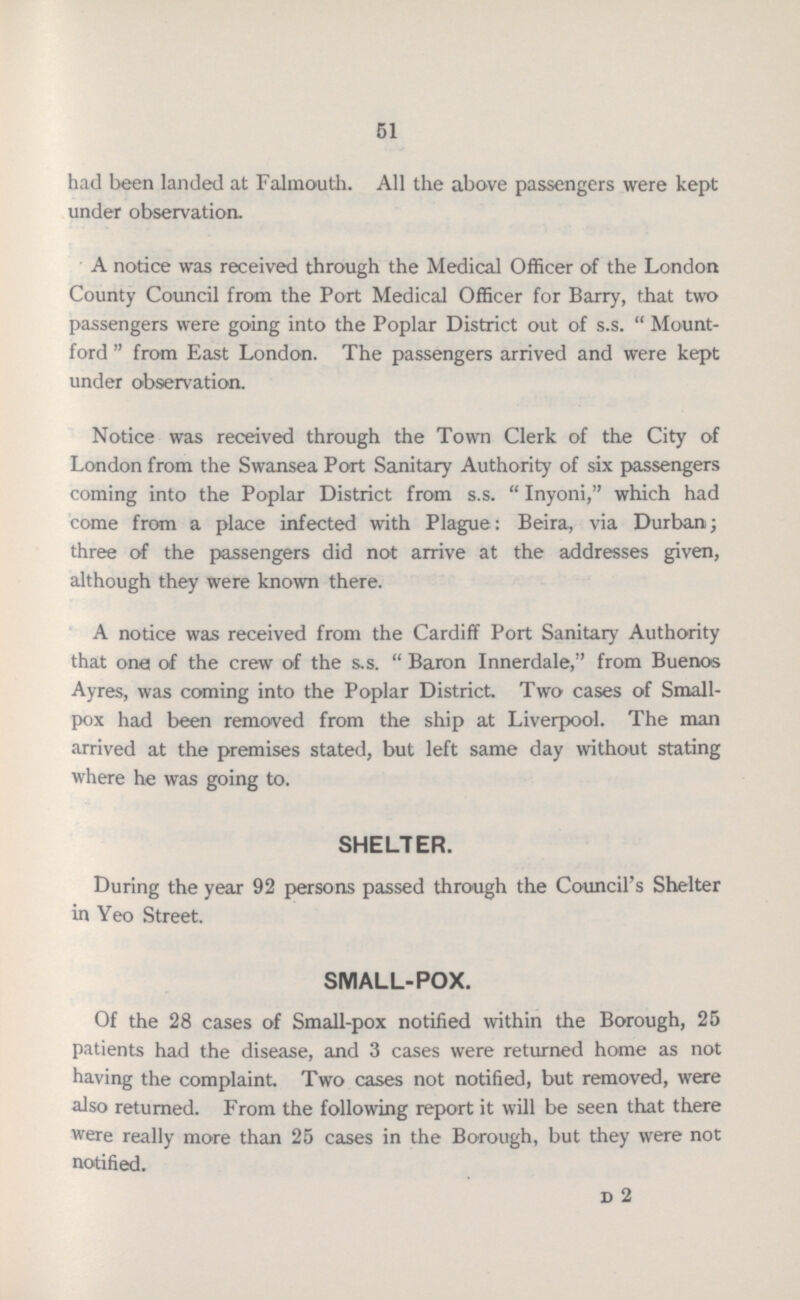 51
had been landed at Falmouth. All the above passengers were kept
under observation.
A notice was received through the Medical Officer of the London
County Council from the Port Medical Officer for Barry, that two
passengers were going into the Poplar District out of s.s. “ Mount-
ford ” from East London. The passengers arrived and were kept
under observation.
Notice was received through the Town Clerk of the City of
London from the Swansea Port Sanitary Authority of six passengers
coming into the Poplar District from s.s. “ Inyoni,” which had
come from a place infected with Plague: Beira, via Durban;
three of the passengers did not arrive at the addresses given,
although they were known there.
A notice was received from the Cardiff Port Sanitary Authority
that one of the crew of the s.s. “ Baron Innerdale,” from Buenos
Ayres, was coming into the Poplar District. Two cases of Small-
pox had been removed from the ship at Liverpool. The man
arrived at the premises stated, but left same day without stating
where he was going to.
SHELTER.
During the year 92 persons passed through the Council’s Shelter
in Yeo Street.
SMALL-POX.
Of the 28 cases of Small-pox notified within the Borough, 25
patients had the disease, and 3 cases were returned home as not
having the complaint. Two cases not notified, but removed, were
also returned. From the following report it will be seen that there
were really more than 25 cases in the Borough, but they were not
notified.
D 2